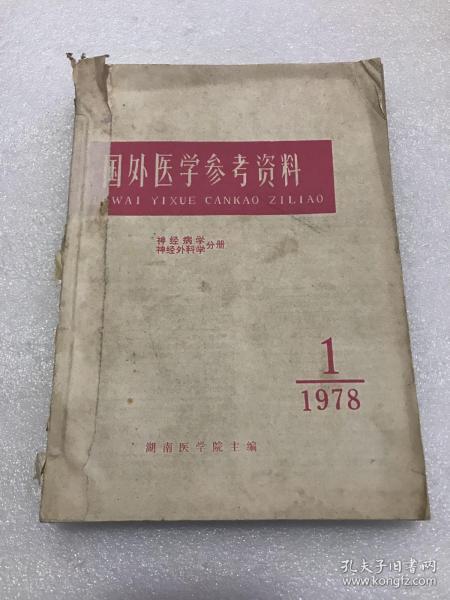 国外医学参考资料
WAI YIXUE CANKAO ZILIAO
神经病学
神经外科学 分册
1
1978
湖南医学院主编
孔夫子旧书网
www.kongfz.com